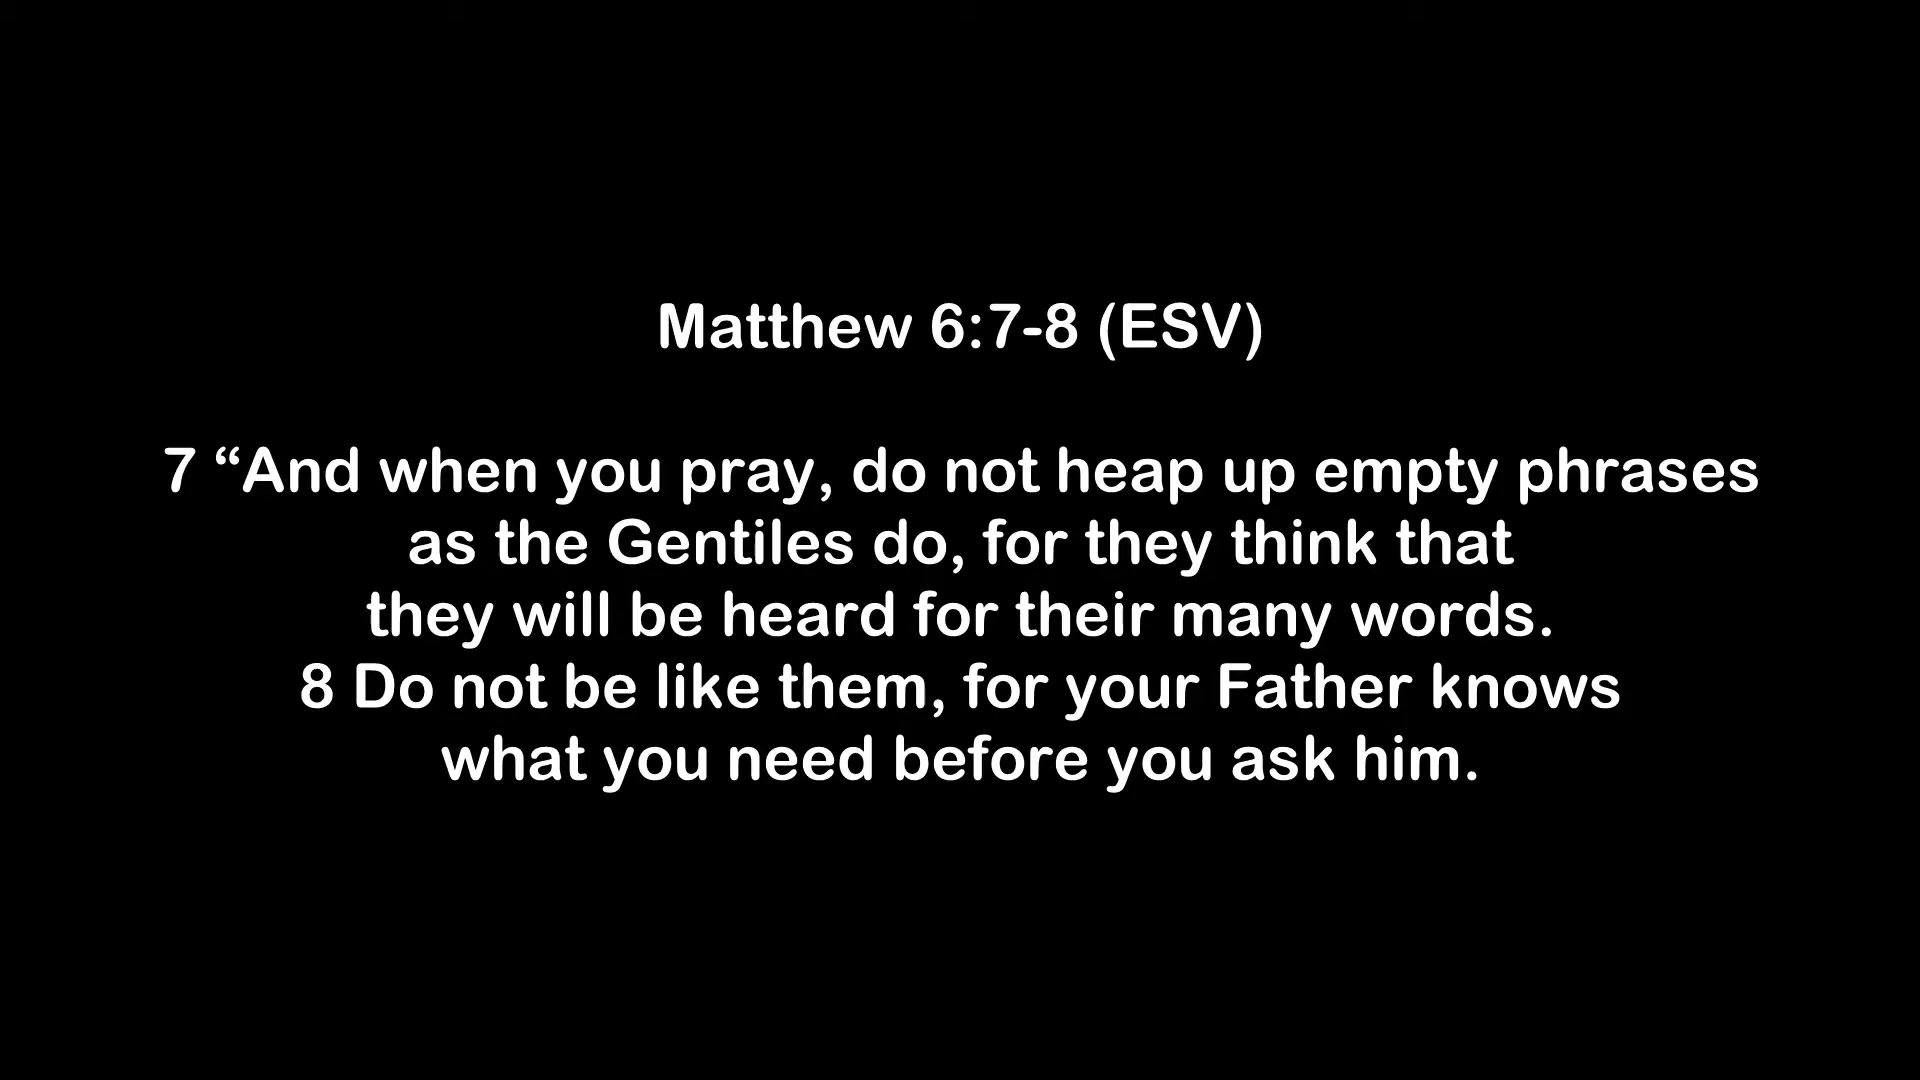 Matthew 6:7-8 (ESV)
7 “And when you pray, do not heap up empty phrases
as the Gentiles do, for they think that
they will be heard for their many words.
8 Do not be like them, for your Father knows
what you need before you ask him.